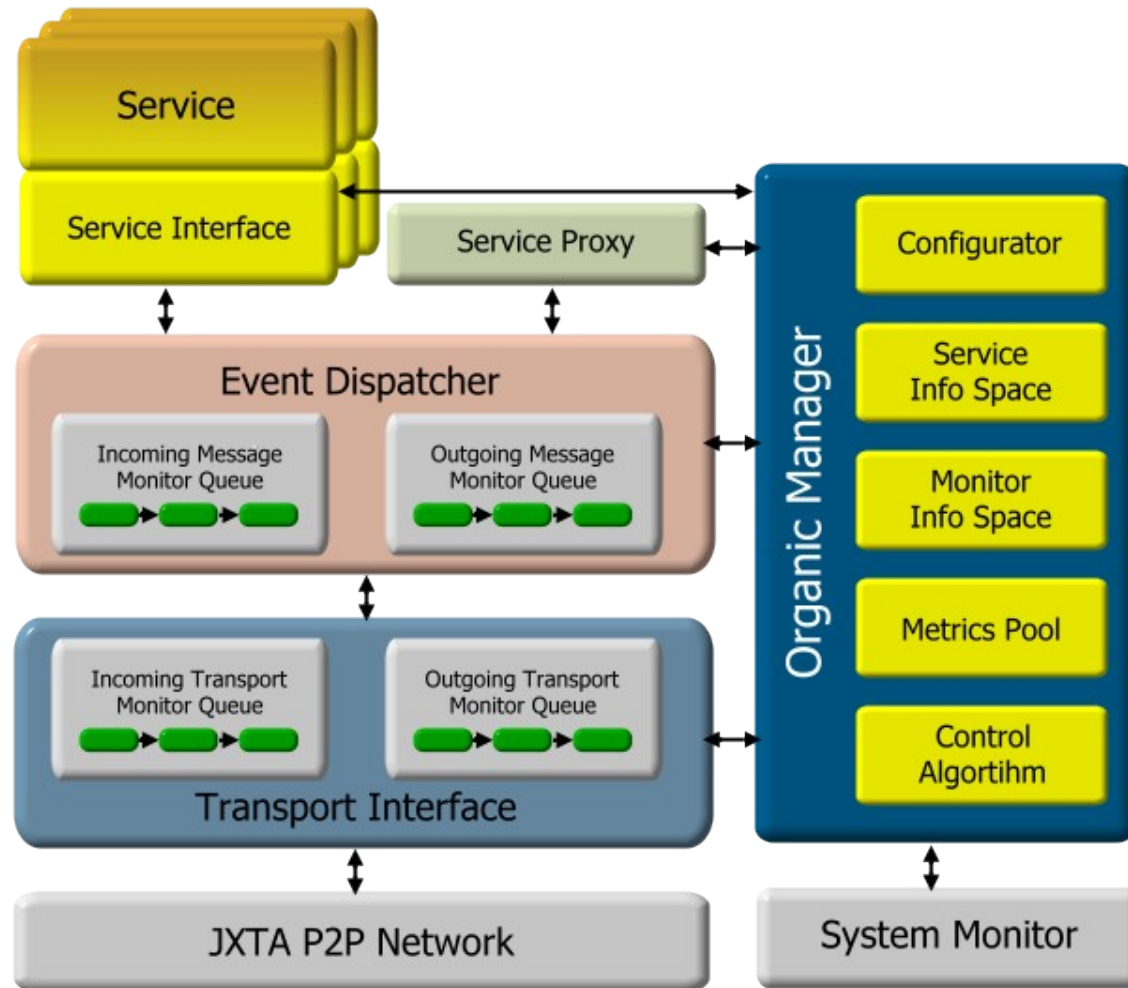 Service
Service Interface
Service Proxy
Event Dispatcher
Incoming Message
Monitor Queue
Outgoing Message
Monitor Queue
Incoming Transport
Monitor Queue
Outgoing Transport
Monitor Queue
Transport Interface
JXTA P2P Network
Organic Manager
Configurator
Service
Info Space
Monitor
Info Space
Metrics Pool
Control
Algortihm
System Monitor